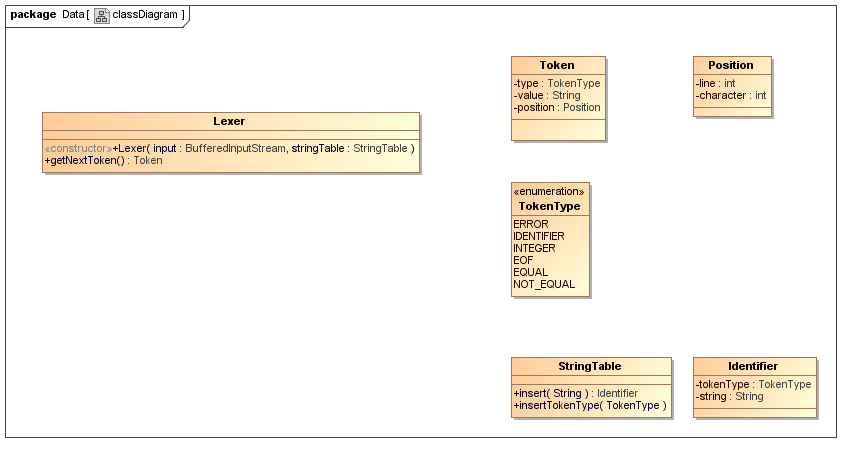 package Data [ classDiagram ]
Token
-type : TokenType
-value : String
-position : Position
Position
-line : int
-character : int
Lexer
«constructor»+Lexer( input : BufferedInputStream, stringTable : StringTable )
+getNextToken() : Token
«enumeration»
TokenType
ERROR
IDENTIFIER
INTEGER
EOF
EQUAL
NOT_EQUAL
StringTable
+insert( String ) : Identifier
+insertTokenType( TokenType )
Identifier
-tokenType : TokenType
-string : String